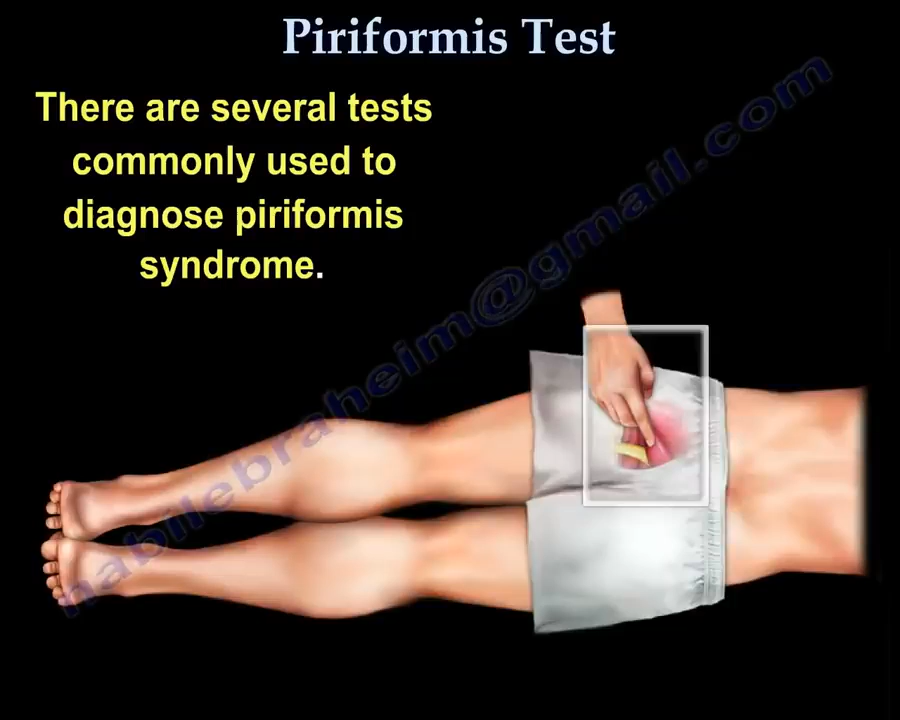 Piriformis Test
There are several tests
commonly used to
diagnose piriformis
syndrome.
nabilebraheim@gmail.com